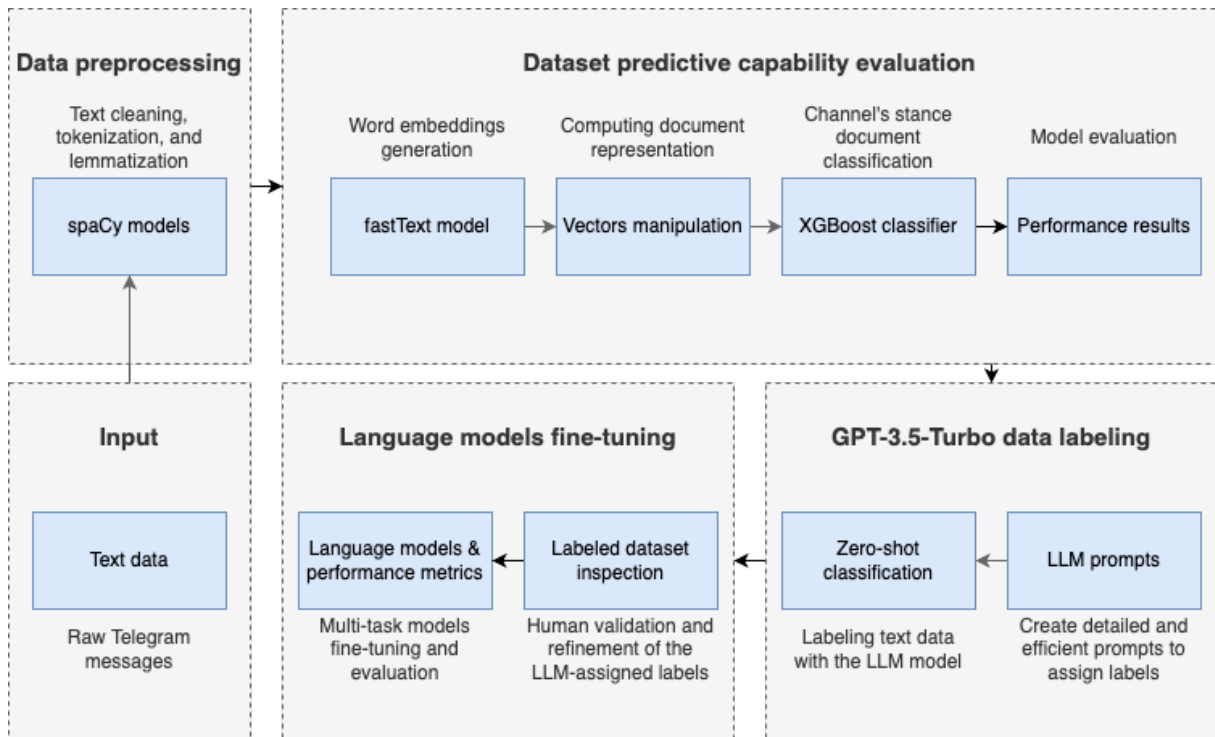 Data preprocessing
Text cleaning,
tokenization, and
lemmatization
spaCy models
Dataset predictive capability evaluation
Word embeddings
generation
fastText model
Computing document
representation
Vectors manipulation
Channel's stance
document
classification
XGBoost classifier
Model evaluation
Performance results
Input
Text data
Raw Telegram
messages
Language models fine-tuning
Language models &
performance metrics
Multi-task models
fine-tuning and
evaluation
Labeled dataset
inspection
Human validation and
refinement of the
LLM-assigned labels
GPT-3.5-Turbo data labeling
Zero-shot
classification
Labeling text data
with the LLM model
LLM prompts
Create detailed and
efficient prompts to
assign labels